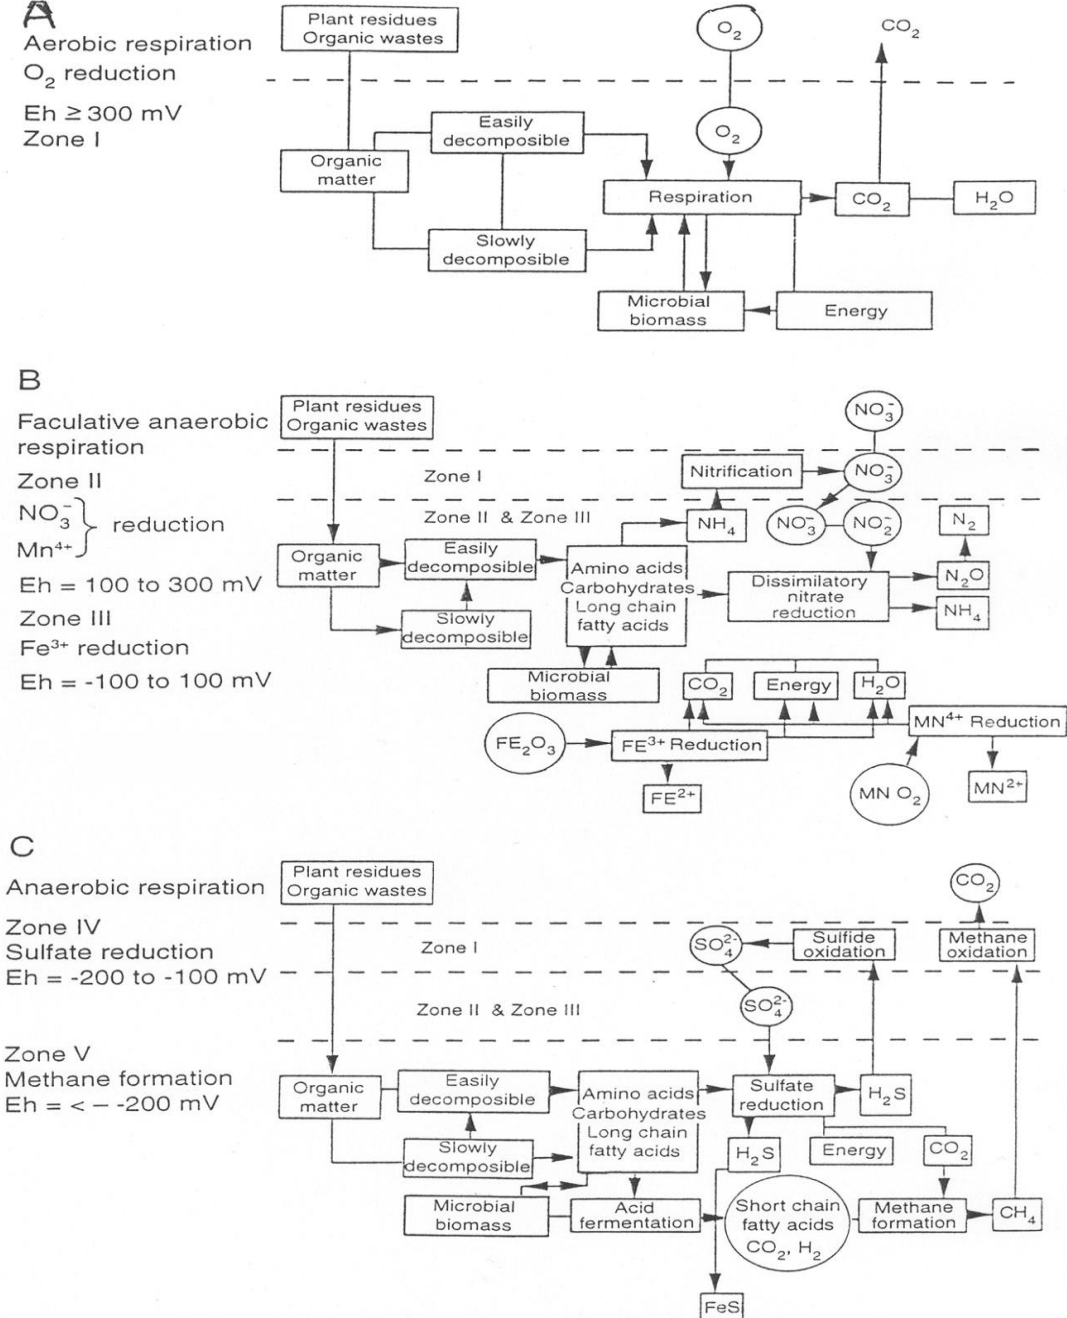 A
Aerobic respiration
O₂ reduction
Eh ≥ 300 mV
Zone I
Plant residues
Organic wastes
O₂
CO₂
O₂
Easily
decomposible
Organic
matter
Respiration
CO₂
H₂O
Slowly
decomposible
Microbial
biomass
Energy
B
Faculative anaerobic
respiration
Zone II
NO₃⁻
Mn⁴⁺
reduction
Eh = 100 to 300 mV
Zone III
Fe³⁺ reduction
Eh = -100 to 100 mV
Plant residues
Organic wastes
NO₃⁻
Zone I
Nitrification
NO₃⁻
Zone II & Zone III
NH₄
NO₃⁻
NO₂⁻
N₂
Organic
matter
Easily
decomposible
Amino acids
Carbohydrates
Long chain
fatty acids
Dissimilatory
nitrate
reduction
N₂O
NH₄
Slowly
decomposible
Microbial
biomass
CO₂
Energy
H₂O
FE₂O₃
FE³⁺ Reduction
MN⁴⁺ Reduction
FE²⁺
MN O₂
MN²⁺
C
Anaerobic respiration
Zone IV
Sulfate reduction
Eh = -200 to -100 mV
Zone V
Methane formation
Eh = < – -200 mV
Plant residues
Organic wastes
CO₂
Zone I
SO₄²⁻
Sulfide
oxidation
Methane
oxidation
Zone II & Zone III
SO₄²⁻
Organic
matter
Easily
decomposible
Amino acids
Carbohydrates
Long chain
fatty acids
Sulfate
reduction
H₂S
Slowly
decomposible
H₂S
Energy
CO₂
Microbial
biomass
Acid
fermentation
Short chain
fatty acids
CO₂, H₂
Methane
formation
CH₄
FeS